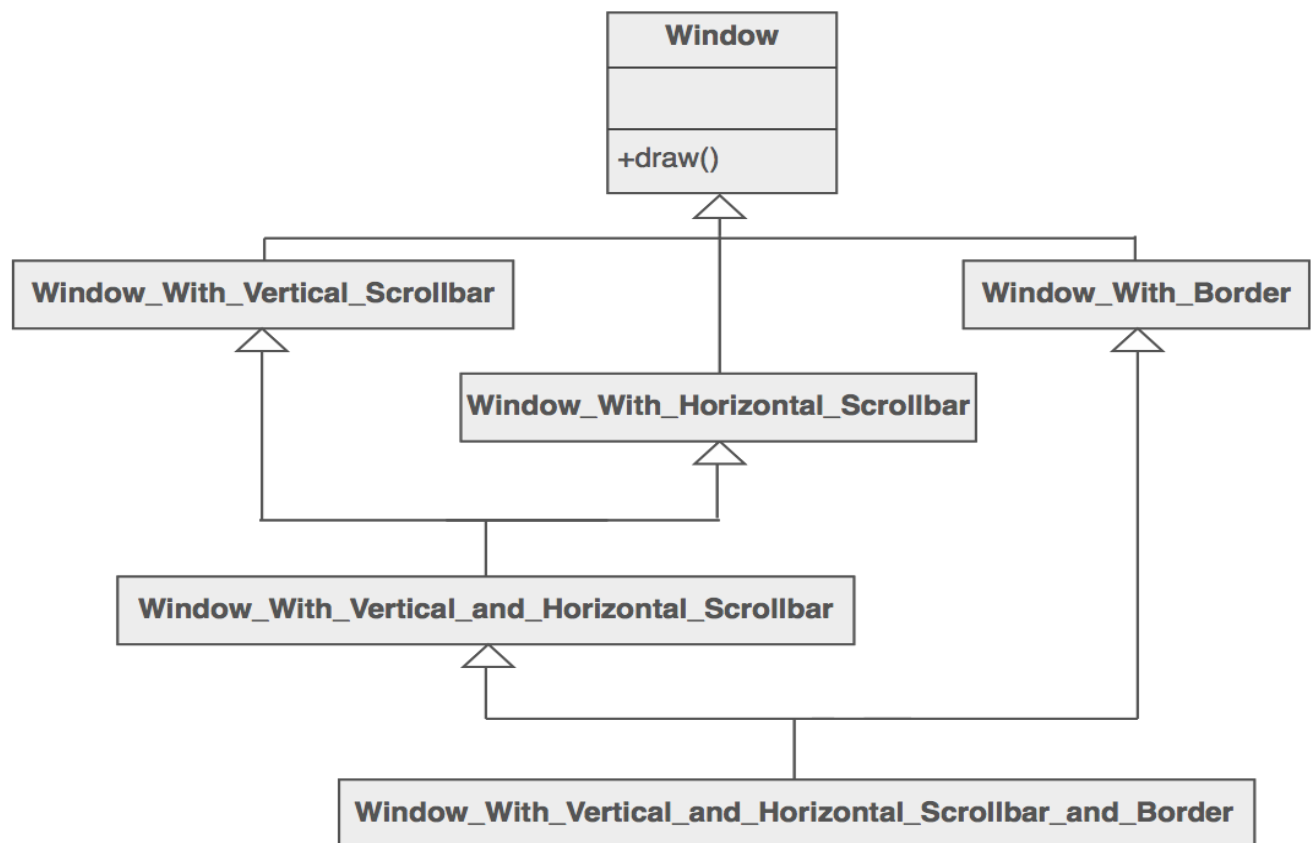 Window
+draw()
Window_With_Vertical_Scrollbar
Window_With_Border
Window_With_Horizontal_Scrollbar
Window_With_Vertical_and_Horizontal_Scrollbar
Window_With_Vertical_and_Horizontal_Scrollbar_and_Border